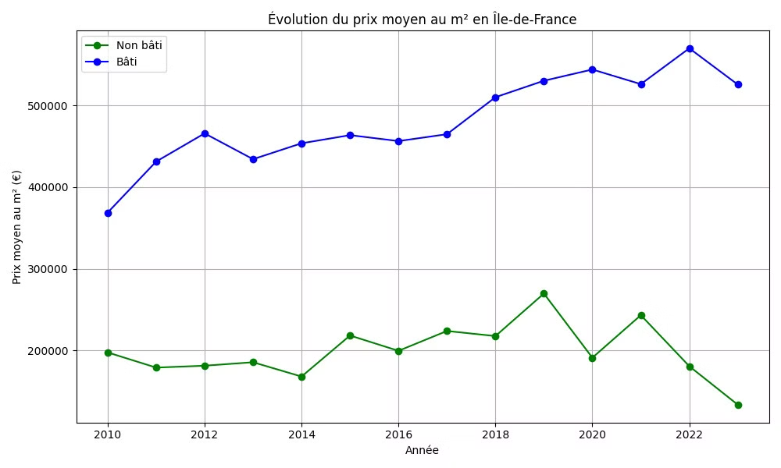 Évolution du prix moyen au m² en Île-de-France
Non bâti
Bâti
500000
400000
300000
200000
Prix moyen au m² (€)
2010 2012 2014 2016 2018 2020 2022
Année